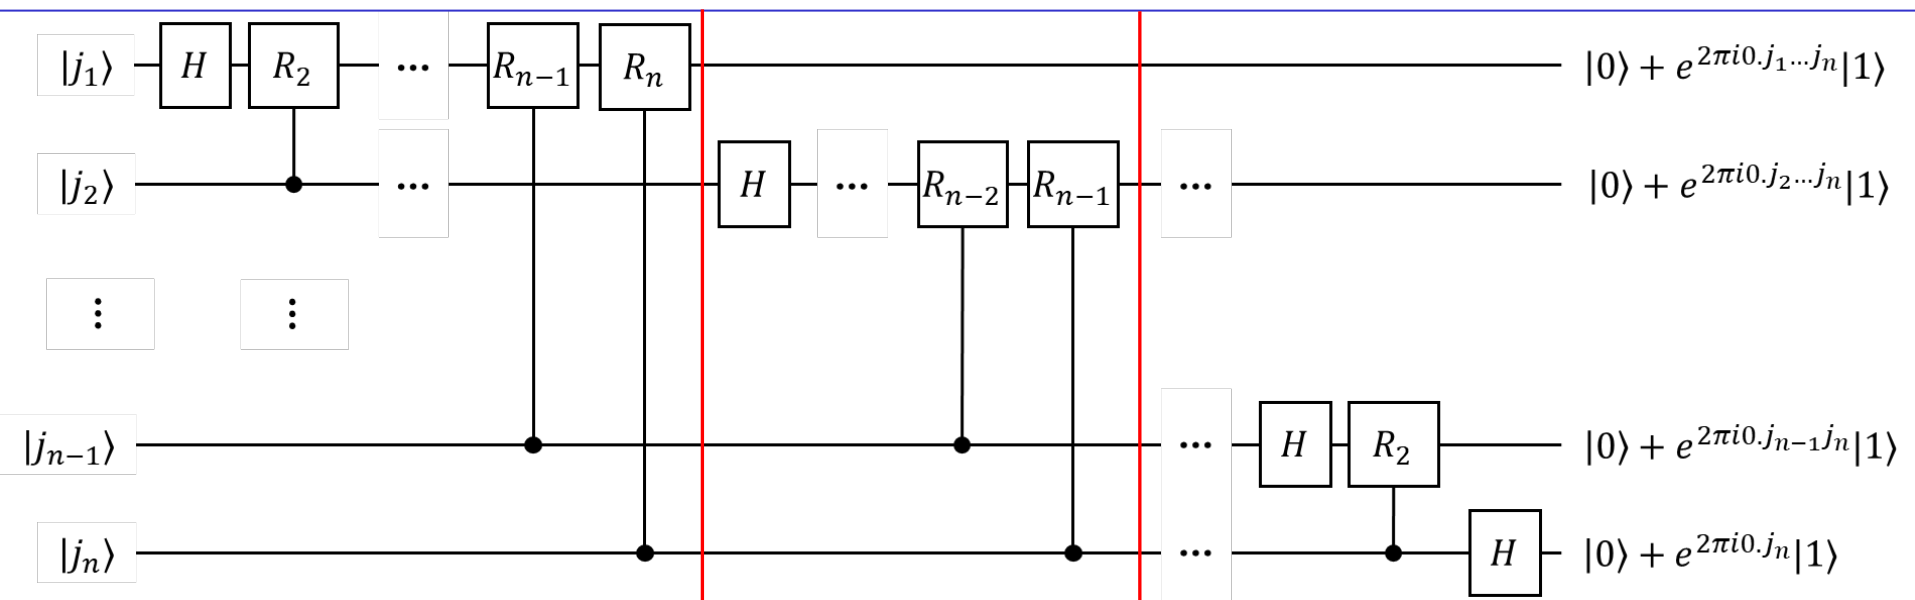 |j₁⟩ H R₂ ⋯ Rₙ₋₁ Rₙ |0⟩ + e^{2πi0.j₁…jₙ}|1⟩
|j₂⟩ ⋯ H ⋯ Rₙ₋₂ Rₙ₋₁ ⋯ |0⟩ + e^{2πi0.j₂…jₙ}|1⟩
⋮ ⋮
|jₙ₋₁⟩ ⋯ H R₂ |0⟩ + e^{2πi0.jₙ₋₁jₙ}|1⟩
|jₙ⟩ ⋯ H |0⟩ + e^{2πi0.jₙ}|1⟩